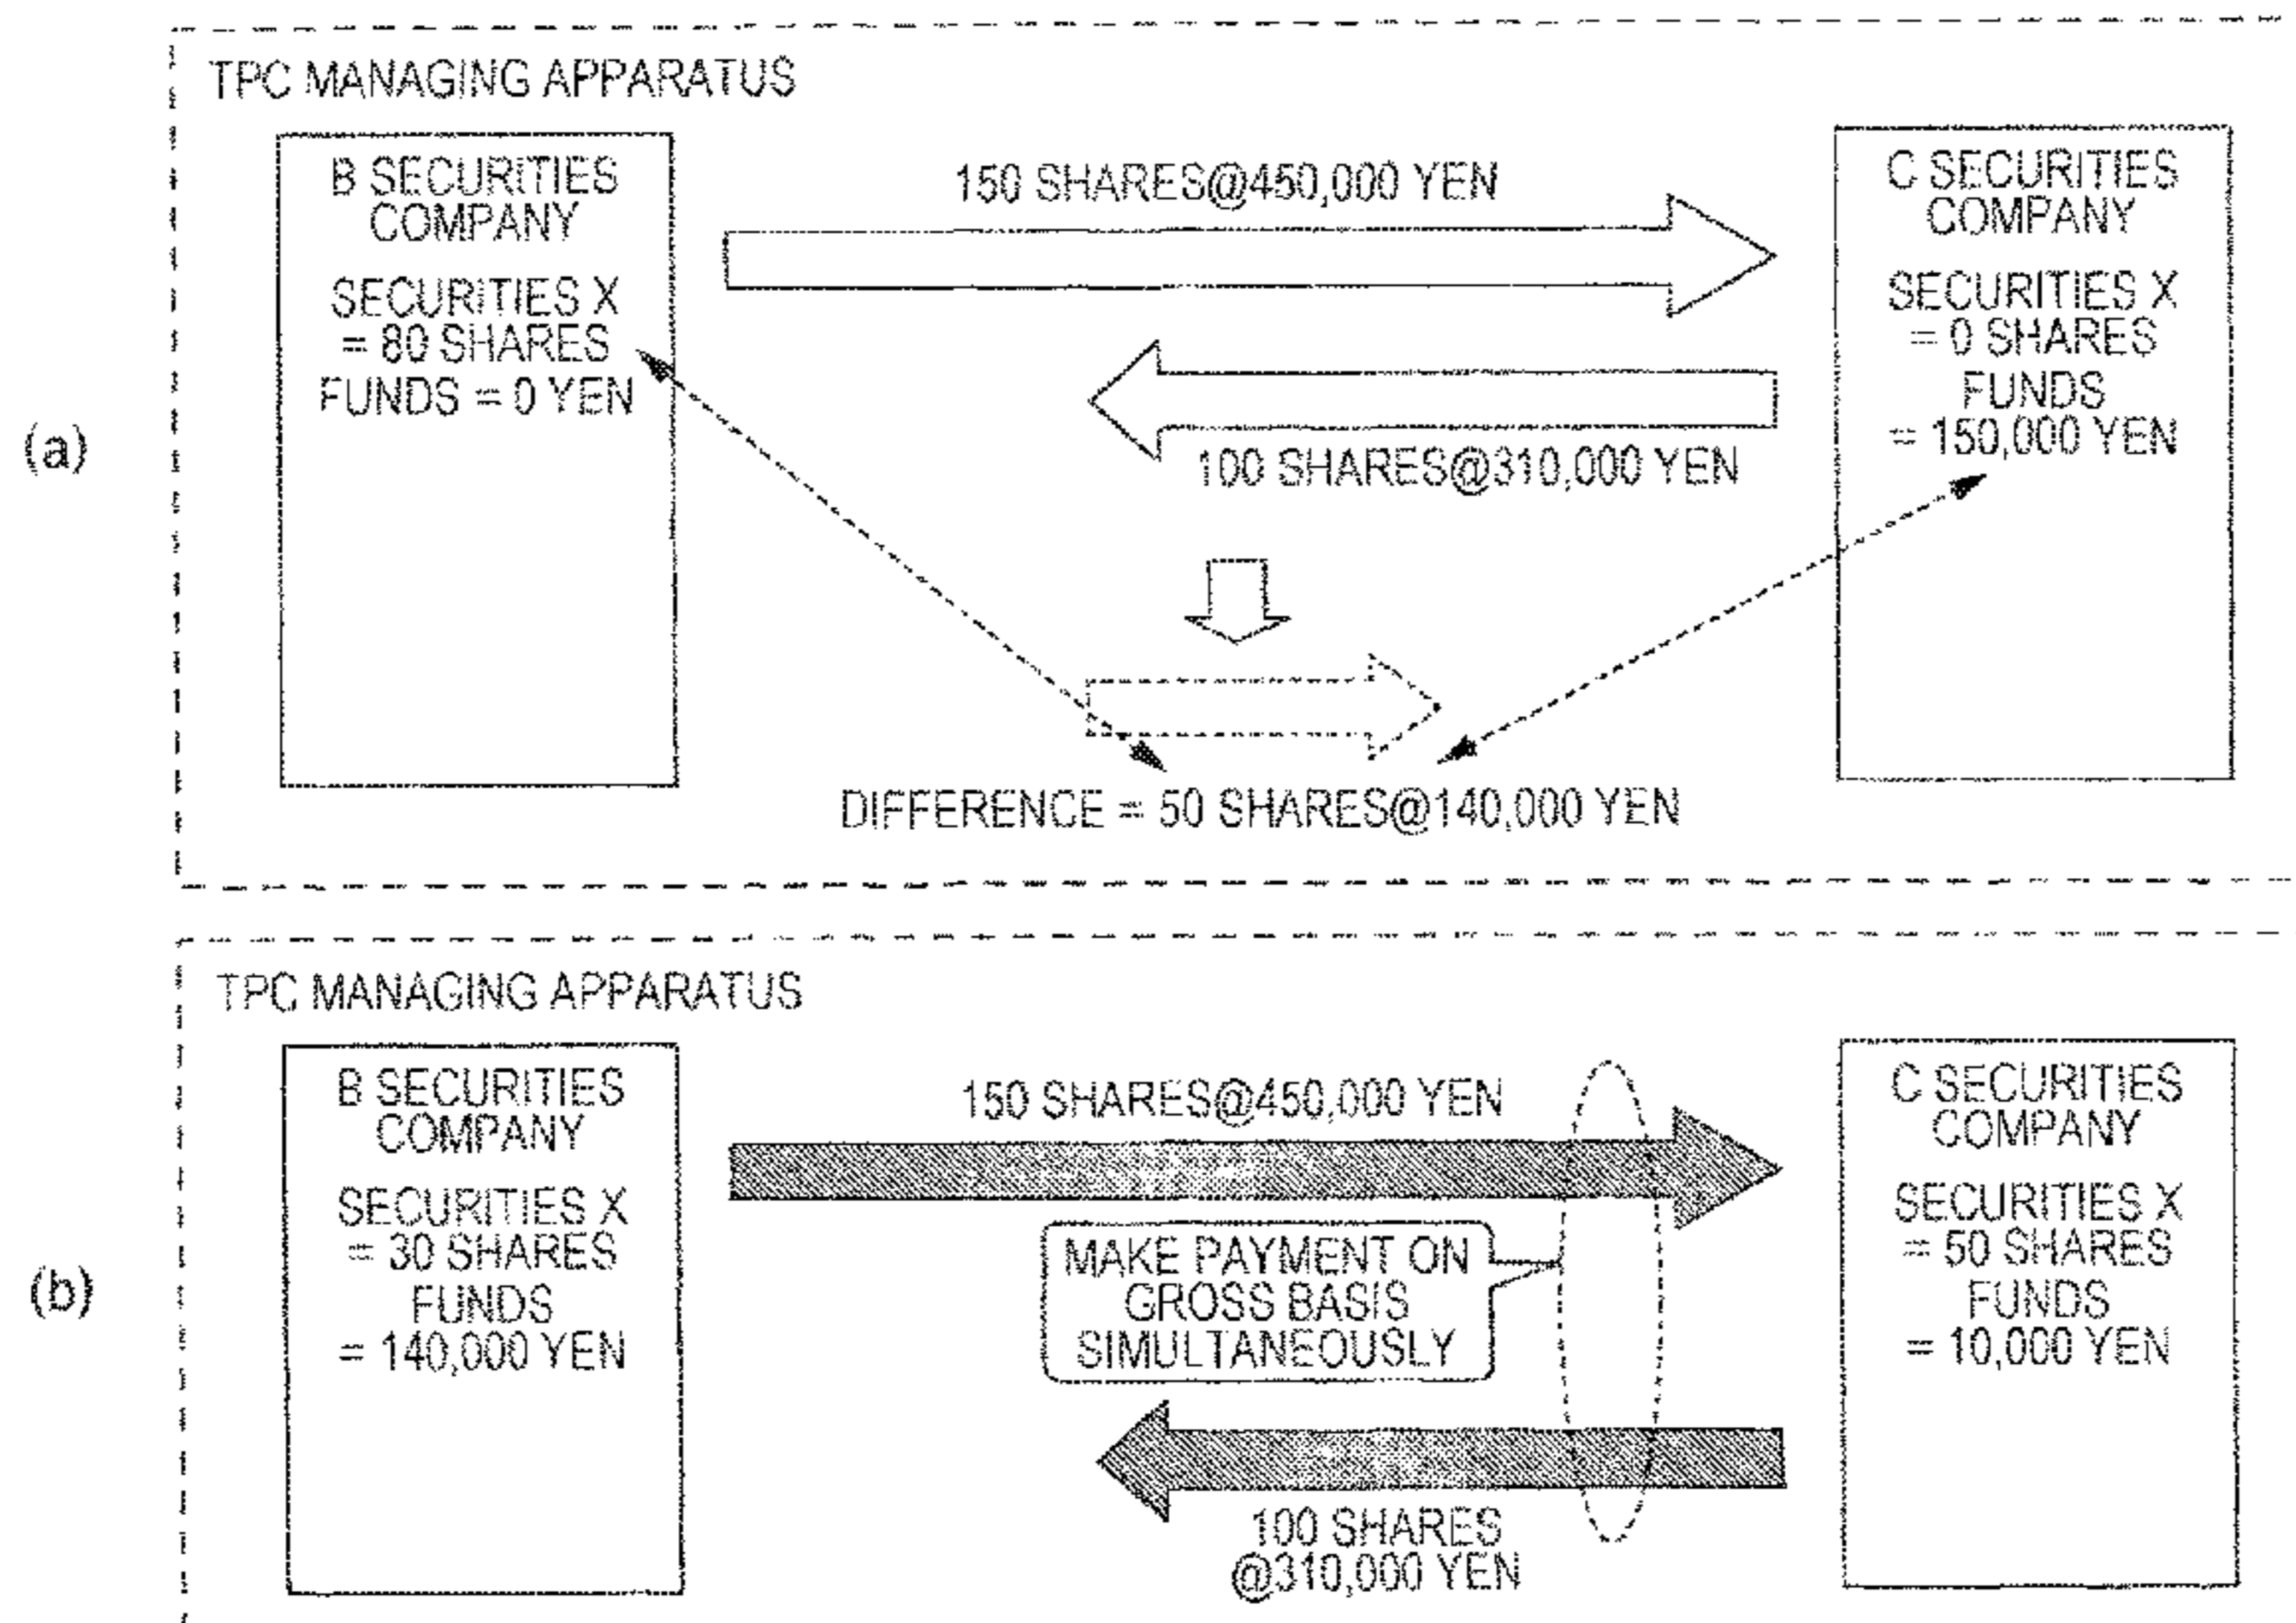 (a)
TPC MANAGING APPARATUS
B SECURITIES
COMPANY
SECURITIES X
= 80 SHARES
FUNDS = 0 YEN
150 SHARES@450,000 YEN
100 SHARES@310,000 YEN
DIFFERENCE = 50 SHARES@140,000 YEN
C SECURITIES
COMPANY
SECURITIES X
= 0 SHARES
FUNDS
= 150,000 YEN
(b)
TPC MANAGING APPARATUS
B SECURITIES
COMPANY
SECURITIES X
= 30 SHARES
FUNDS
= 140,000 YEN
150 SHARES@450,000 YEN
MAKE PAYMENT ON
GROSS BASIS
SIMULTANEOUSLY
100 SHARES
@310,000 YEN
C SECURITIES
COMPANY
SECURITIES X
= 50 SHARES
FUNDS
= 10,000 YEN